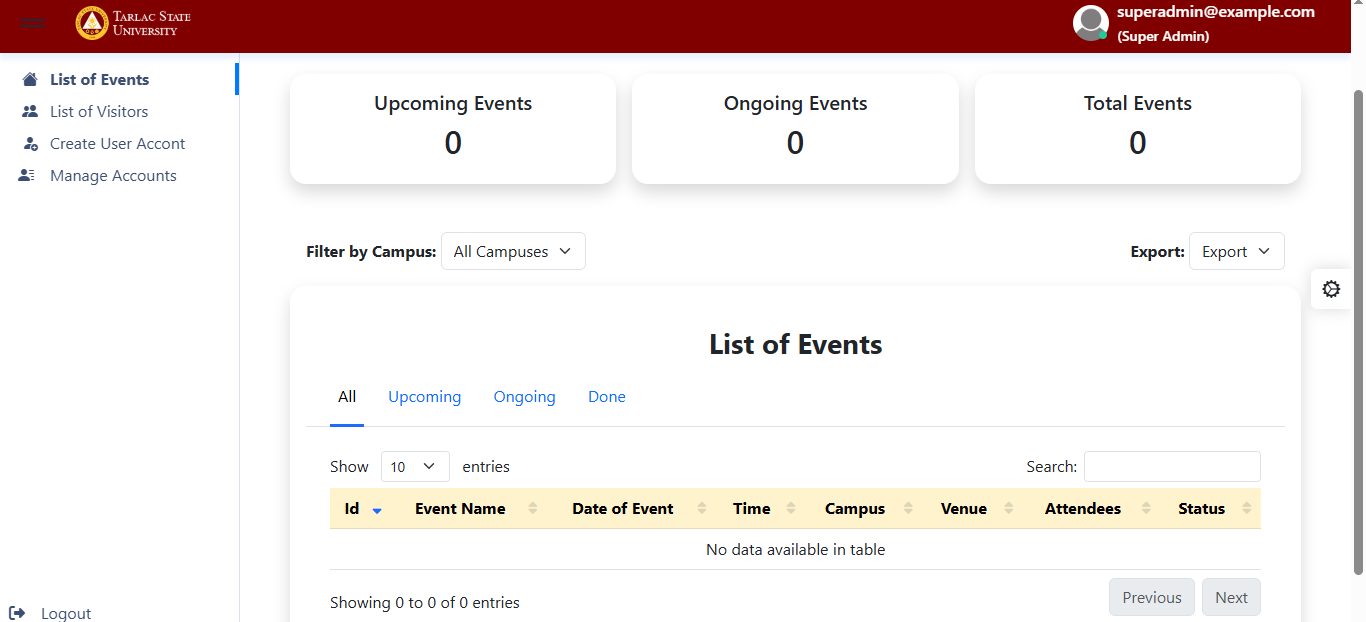 TARLAC STATE
UNIVERSITY
superadmin@example.com
(Super Admin)
List of Events
List of Visitors
Create User Accont
Manage Accounts
Logout
Upcoming Events
0
Ongoing Events
0
Total Events
0
Filter by Campus: All Campuses
Export: Export
List of Events
All Upcoming Ongoing Done
Show 10 entries Search:
Id Event Name Date of Event Time Campus Venue Attendees Status
No data available in table
Showing 0 to 0 of 0 entries
Previous Next